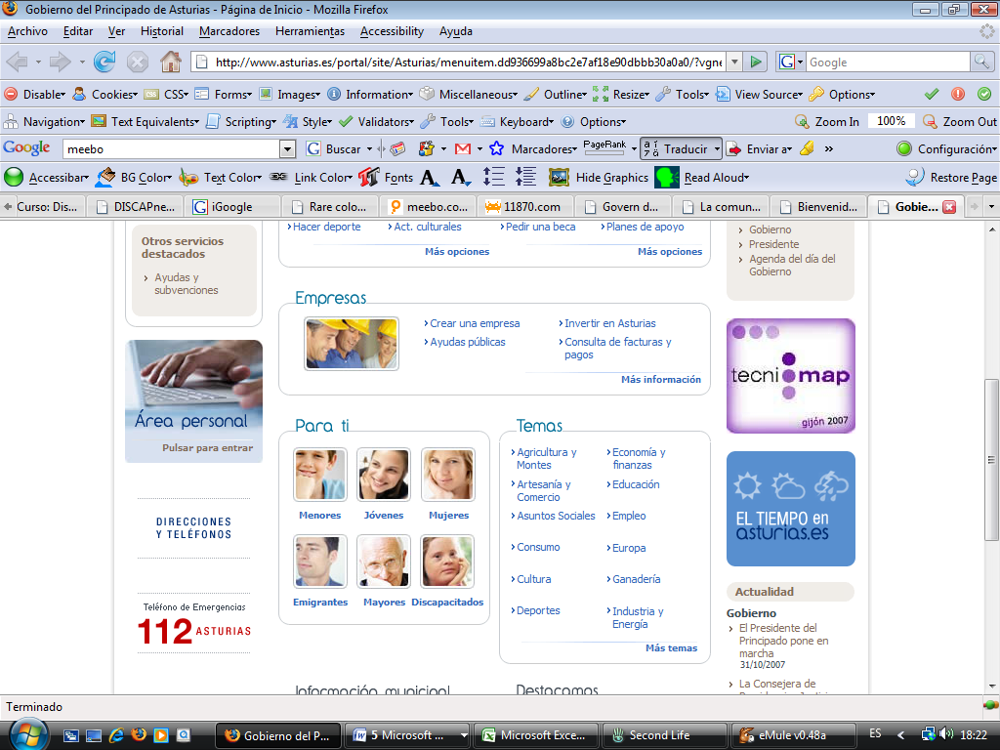 Gobierno del Principado de Asturias - Página de Inicio - Mozilla Firefox
Archivo Editar Ver Historial Marcadores Herramientas Accessibility Ayuda
http://www.asturias.es/portal/site/Asturias/menuitem.dd936699a8bc2e7af18e90dbbb30a0a0/?vgne
Google
Disable Cookies CSS Forms Images Information Miscellaneous Outline Resize Tools View Source Options
Navigation Text Equivalents Scripting Style Validators Tools Keyboard Options Zoom In 100% Zoom Out
Google meebo Buscar Marcadores PageRank Traducir Enviar a » Configuración
Accessibar BG Color Text Color Link Color Fonts Hide Graphics Read Aloud Restore Page
Curso: Dis... DISCAPne... iGoogle Rare colo... meebo.co... 11870.com Govern d... La comun... Bienvenid... Gobie...
Otros servicios
destacados
Ayudas y
subvenciones
Área personal
Pulsar para entrar
DIRECCIONES
Y TELÉFONOS
Teléfono de Emergencias
112 ASTURIAS
Hacer deporte Act. culturales Pedir una beca Planes de apoyo
Más opciones Más opciones
Empresas
Crear una empresa Invertir en Asturias
Ayudas públicas Consulta de facturas y
pagos
Más información
Para ti
Menores Jóvenes Mujeres
Emigrantes Mayores Discapacitados
Temas
Agricultura y
Montes
Economía y
finanzas
Artesanía y
Comercio
Educación
Asuntos Sociales Empleo
Consumo Europa
Cultura Ganadería
Deportes Industria y
Energía
Más temas
Información municipal Destacamos
Gobierno
Presidente
Agenda del día del
Gobierno
tecnimap
gijón 2007
EL TIEMPO en
asturias.es
Actualidad
Gobierno
El Presidente del
Principado pone en
marcha
31/10/2007
La Consejera de
Terminado
Gobierno del P... 5 Microsoft ... Microsoft Exce... Second Life eMule v0.48a ES 18:22